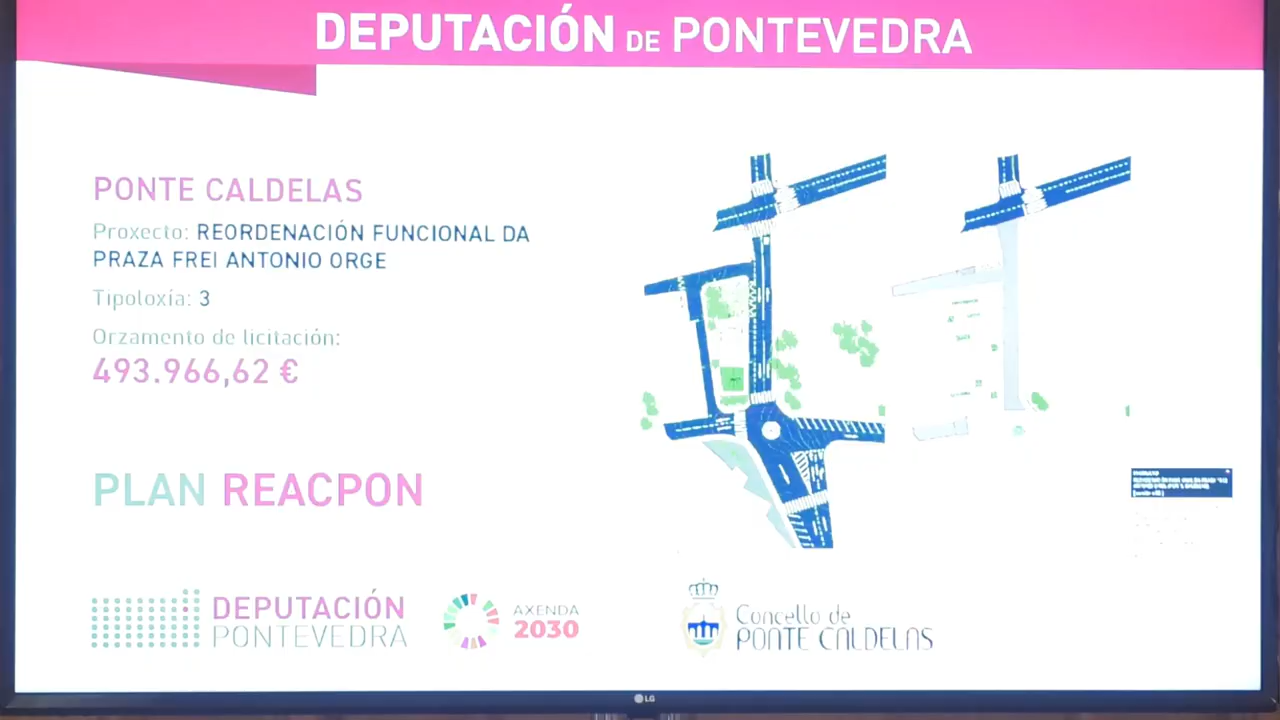 DEPUTACIÓN DE PONTEVEDRA
PONTE CALDELAS
Proxecto: REORDENACIÓN FUNCIONAL DA
PRAZA FREI ANTONIO ORGE
Tipoloxía: 3
Orzamento de licitación:
493.966,62 €
PLAN REACPON
DEPUTACIÓN
PONTEVEDRA
AXENDA
2030
Concello de
PONTE CALDELAS
LG